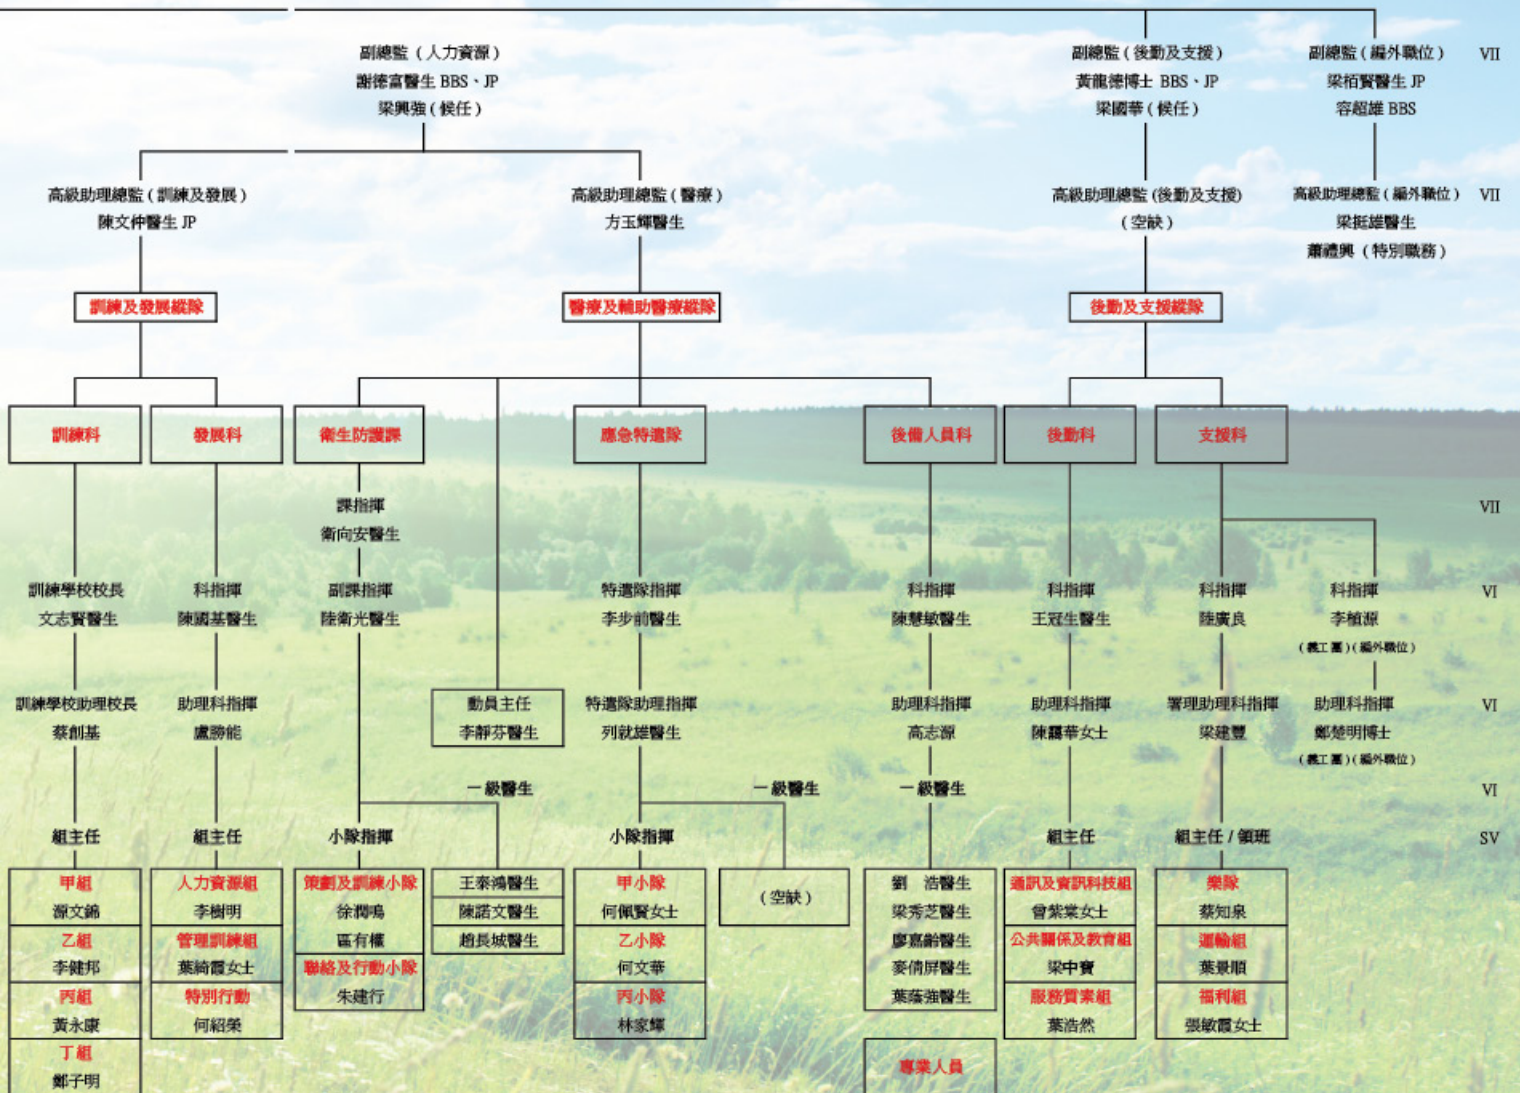 副總監（人力資源）
謝德富醫生 BBS、JP
梁興強（候任）
副總監（後勤及支援）
黃龍德博士 BBS、JP
梁國華（候任）
副總監（編外職位）
梁栢賢醫生 JP
容超雄 BBS
VII
高級助理總監（訓練及發展）
陳文仲醫生 JP
高級助理總監（醫療）
方玉輝醫生
高級助理總監（後勤及支援）
（空缺）
高級助理總監（編外職位）
梁挺雄醫生
蕭禮興（特別職務）
VII
訓練及發展縱隊
醫療及輔助醫療縱隊
後勤及支援縱隊
訓練科
發展科
衛生防護課
應急特遣隊
後備人員科
後勤科
支援科
課指揮
衛向安醫生
VII
訓練學校校長
文志賢醫生
科指揮
陳國基醫生
副課指揮
陸衛光醫生
特遣隊指揮
李步前醫生
科指揮
陳慧敏醫生
科指揮
王冠生醫生
科指揮
陸廣良
科指揮
李植源
（義工團）（編外職位）
VI
訓練學校助理校長
蔡創基
助理科指揮
盧勝能
動員主任
李靜芬醫生
特遣隊助理指揮
列就雄醫生
助理科指揮
高志源
助理科指揮
陳靄華女士
署理助理科指揮
梁建豐
助理科指揮
鄭楚明博士
（義工團）（編外職位）
VI
一級醫生
一級醫生
一級醫生
VI
組主任
組主任
小隊指揮
小隊指揮
組主任
組主任 / 領班
SV
甲組
源文錦
乙組
李健邦
丙組
黃永康
丁組
鄭子明
人力資源組
李樹明
管理訓練組
葉綺霞女士
特別行動
何紹榮
策劃及訓練小隊
徐潤鳴
區有權
聯絡及行動小隊
朱建行
王泰鴻醫生
陳諾文醫生
趙長城醫生
甲小隊
何佩賢女士
乙小隊
何文華
丙小隊
林家輝
（空缺）
劉　浩醫生
梁秀芝醫生
廖嘉齡醫生
麥倩屏醫生
葉蔭強醫生
專業人員
通訊及資訊科技組
曾紫棠女士
公共關係及教育組
梁中寶
服務質素組
葉浩然
樂隊
蔡知泉
運輸組
葉景順
福利組
張敏霞女士